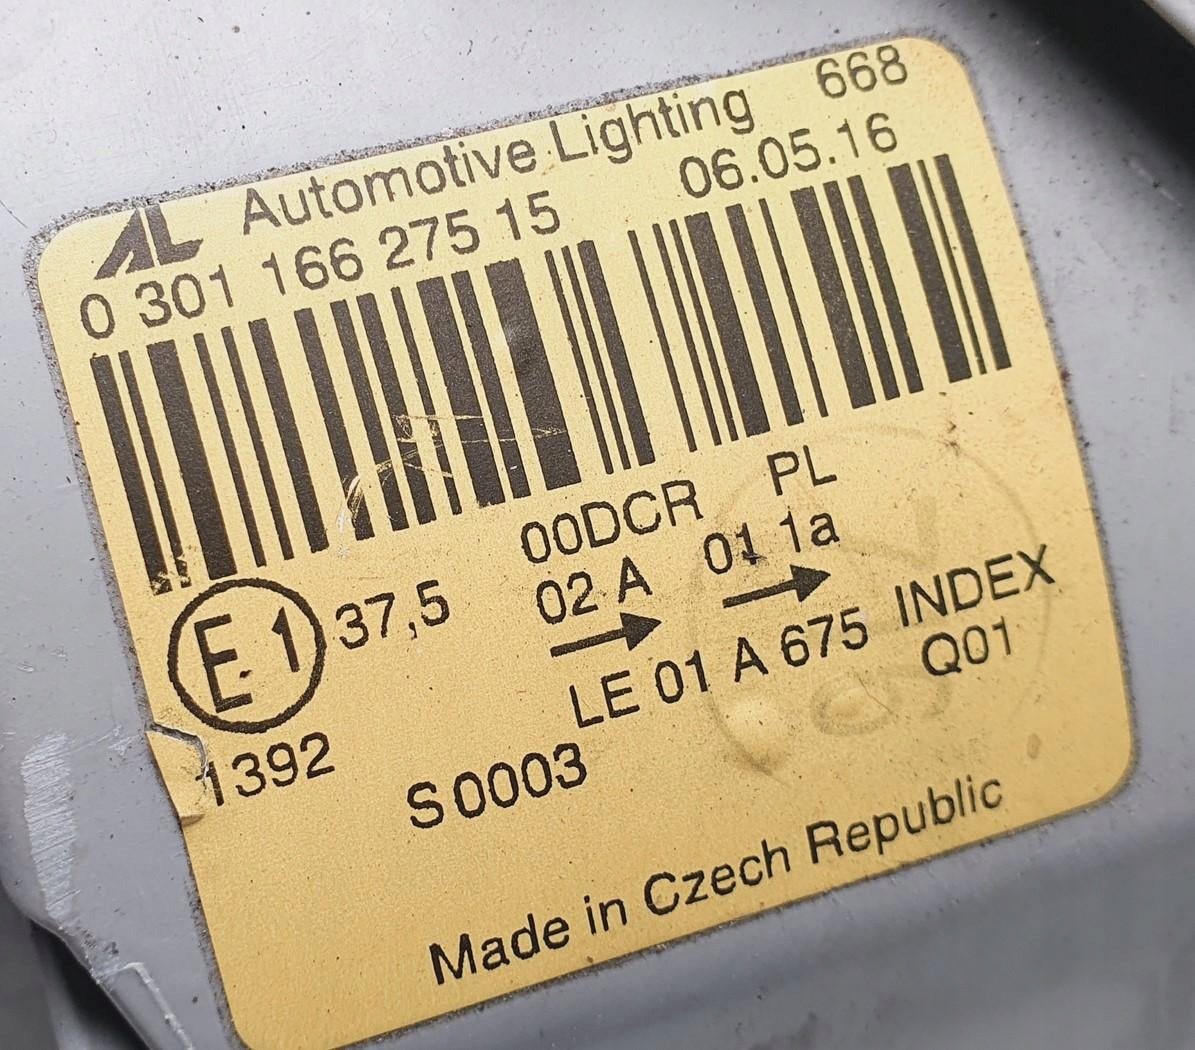 AL Automotive Lighting 668
0 301 166 275 15 06.05.16
00DCR PL
E1 37,5 02 A 01 1a
→ →
LE 01 A 675 INDEX
Q01
1392
S0003
Made in Czech Republic